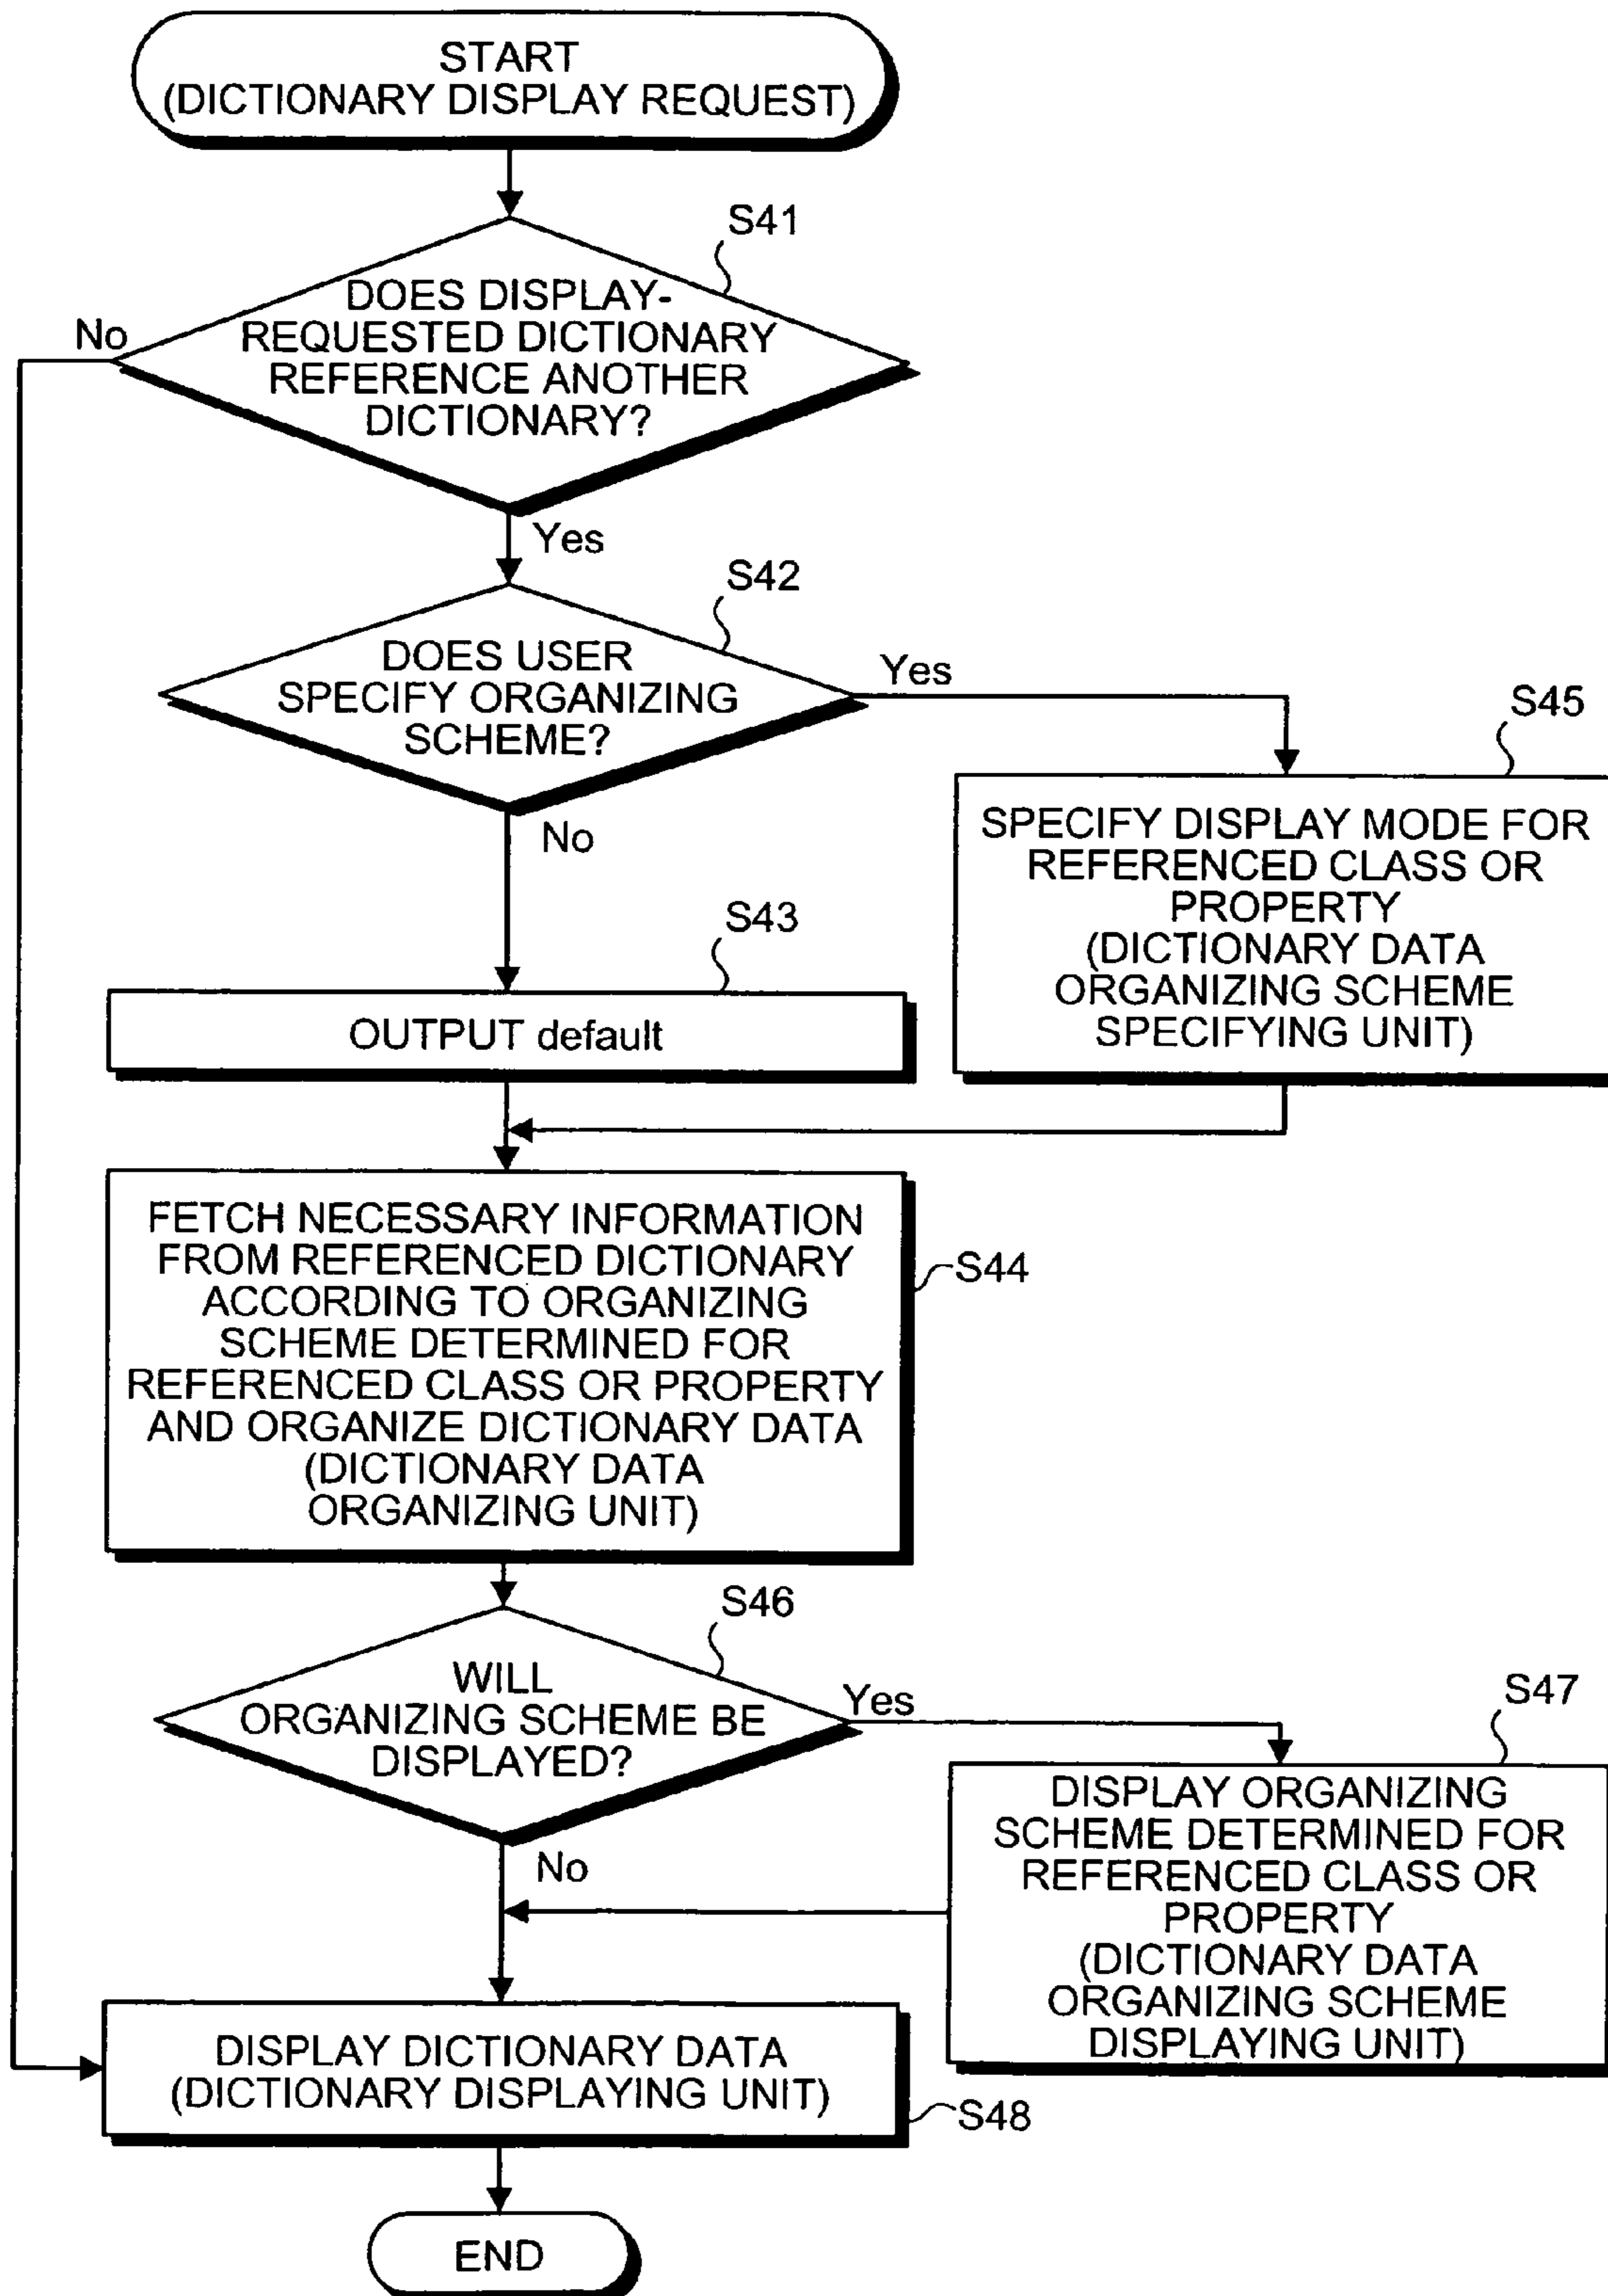 START
(DICTIONARY DISPLAY REQUEST)
S41
DOES DISPLAY-
REQUESTED DICTIONARY
REFERENCE ANOTHER
DICTIONARY?
No
Yes
S42
DOES USER
SPECIFY ORGANIZING
SCHEME?
Yes
No
S45
SPECIFY DISPLAY MODE FOR
REFERENCED CLASS OR
PROPERTY
(DICTIONARY DATA
ORGANIZING SCHEME
SPECIFYING UNIT)
S43
OUTPUT default
FETCH NECESSARY INFORMATION
FROM REFERENCED DICTIONARY
ACCORDING TO ORGANIZING
SCHEME DETERMINED FOR
REFERENCED CLASS OR PROPERTY
AND ORGANIZE DICTIONARY DATA
(DICTIONARY DATA
ORGANIZING UNIT)
S44
S46
WILL
ORGANIZING SCHEME BE
DISPLAYED?
Yes
No
S47
DISPLAY ORGANIZING
SCHEME DETERMINED FOR
REFERENCED CLASS OR
PROPERTY
(DICTIONARY DATA
ORGANIZING SCHEME
DISPLAYING UNIT)
DISPLAY DICTIONARY DATA
(DICTIONARY DISPLAYING UNIT)
S48
END